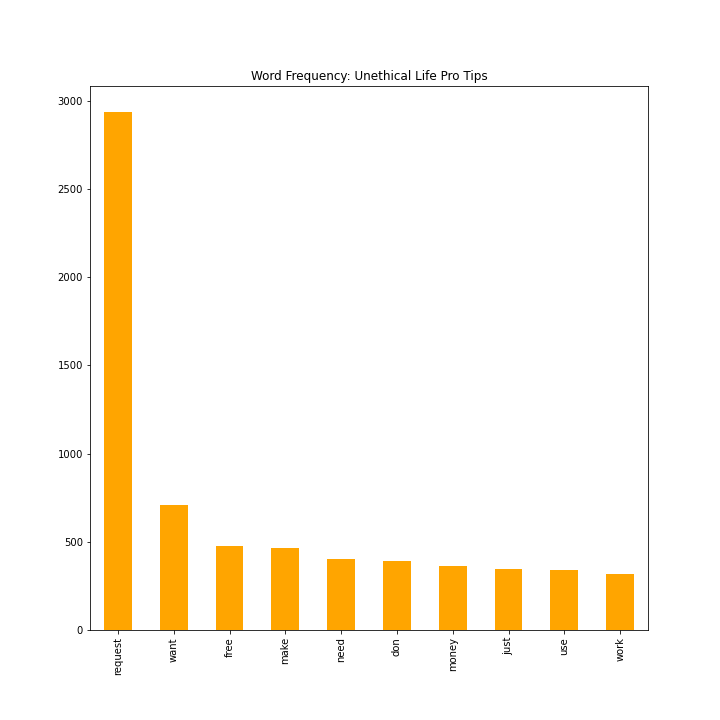 Word Frequency: Unethical Life Pro Tips
3000
2500
2000
1500
1000
500
0
request
want
free
make
need
don
money
just
use
work